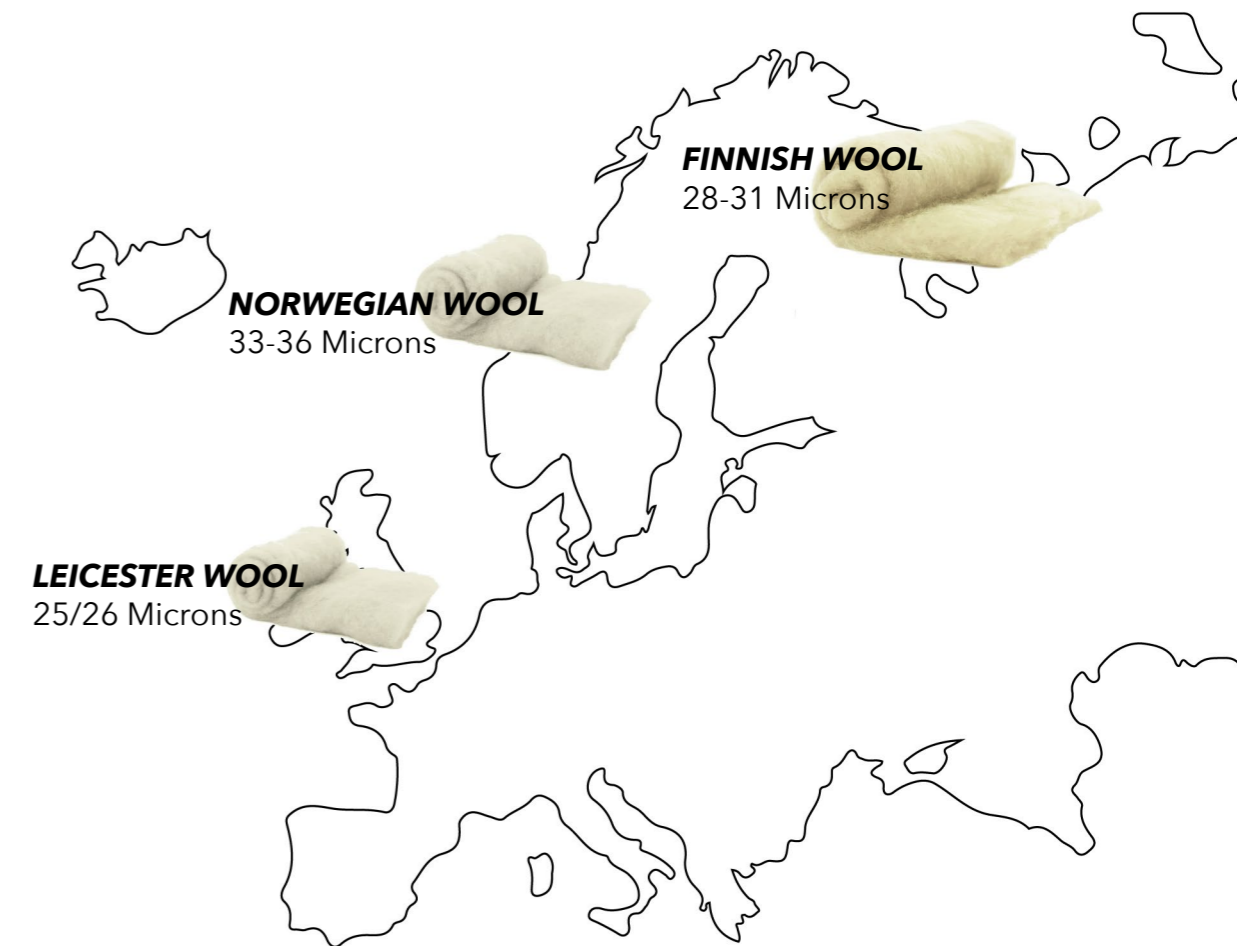 FINNISH WOOL
28-31 Microns
NORWEGIAN WOOL
33-36 Microns
LEICESTER WOOL
25/26 Microns